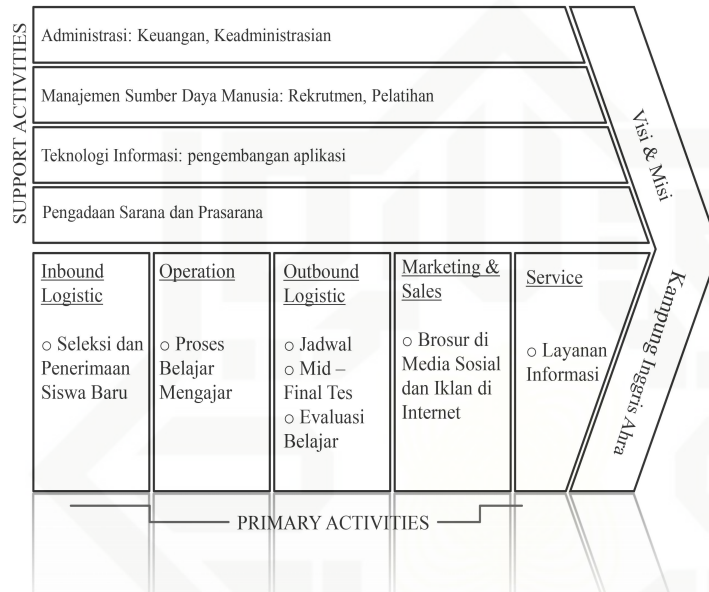 SUPPORT ACTIVITIES
Administrasi: Keuangan, Keadministrasian
Manajemen Sumber Daya Manusia: Rekrutmen, Pelatihan
Teknologi Informasi: pengembangan aplikasi
Pengadaan Sarana dan Prasarana
Visi & Misi
Kampung Inggris Ahra
Inbound
Logistic
○ Seleksi dan
Penerimaan
Siswa Baru
Operation
○ Proses
Belajar
Mengajar
Outbound
Logistic
○ Jadwal
○ Mid –
Final Tes
○ Evaluasi
Belajar
Marketing &
Sales
○ Brosur di
Media Sosial
dan Iklan di
Internet
Service
○ Layanan
Informasi
PRIMARY ACTIVITIES